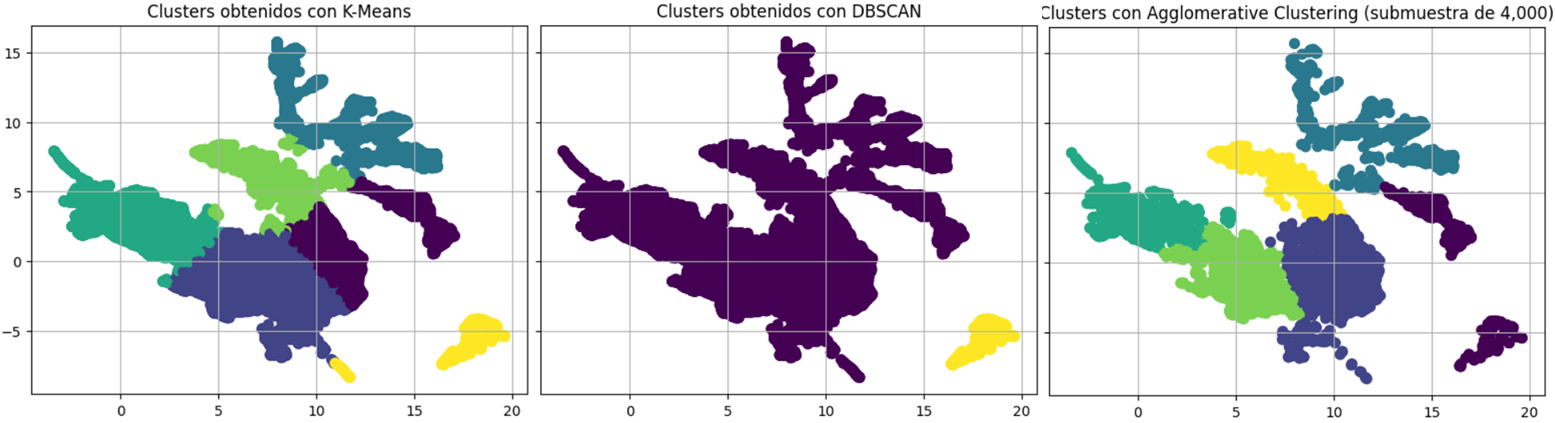 Clusters obtenidos con K-Means
15
10
5
0
−5
0 5 10 15 20
Clusters obtenidos con DBSCAN
0 5 10 15 20
Clusters con Agglomerative Clustering (submuestra de 4,000)
0 5 10 15 20